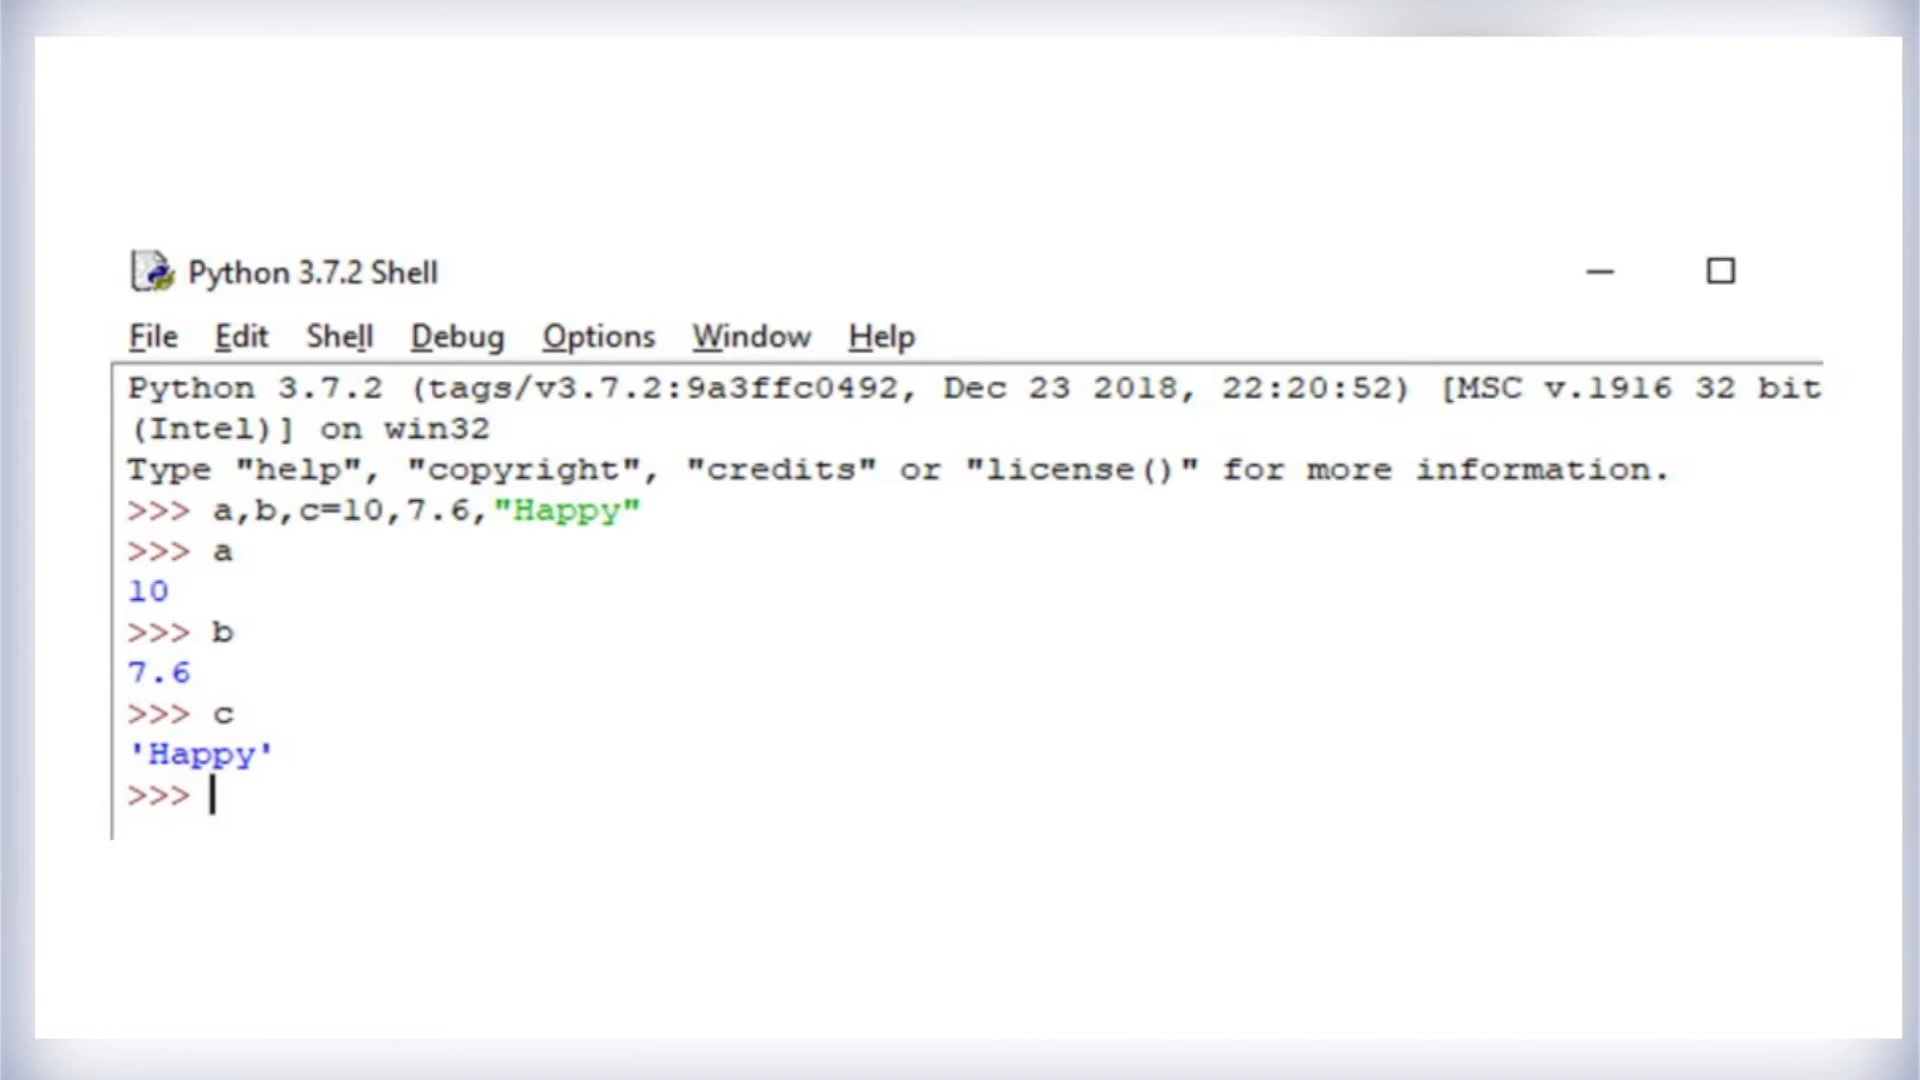 Python 3.7.2 Shell
File Edit Shell Debug Options Window Help
Python 3.7.2 (tags/v3.7.2:9a3ffc0492, Dec 23 2018, 22:20:52) [MSC v.1916 32 bit
(Intel)] on win32
Type "help", "copyright", "credits" or "license()" for more information.
>>> a,b,c=10,7.6,"Happy"
>>> a
10
>>> b
7.6
>>> c
'Happy'
>>>